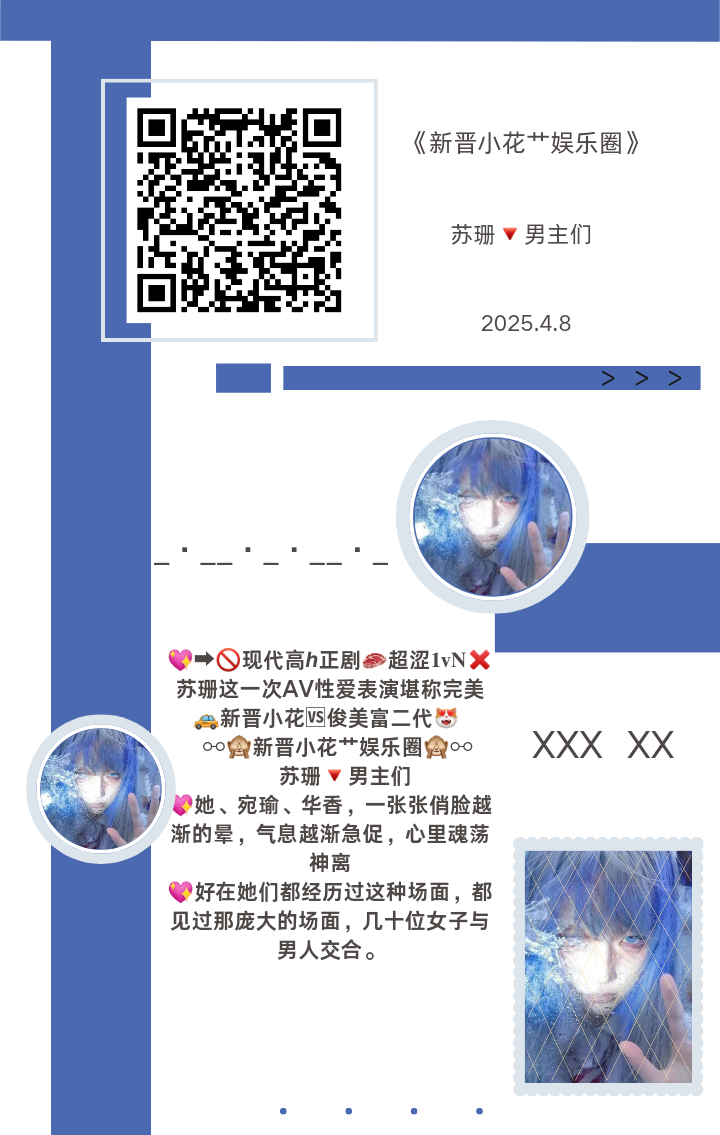 《新晋小花艹娱乐圈》
苏珊🔻男主们
2025.4.8
> > >
_ · _ _ · _ · _ _ · _
💖➡🚫现代高h正剧🥩超涩1vN❌
苏珊这一次AV性爱表演堪称完美
🚕新晋小花🆚俊美富二代😻
⚯🙈新晋小花艹娱乐圈🙈⚯
苏珊🔻男主们
💖她、宛瑜、华香，一张张俏脸越
渐的晕，气息越渐急促，心里魂荡
神离
💖好在她们都经历过这种场面，都
见过那庞大的场面，几十位女子与
男人交合。
XXX XX